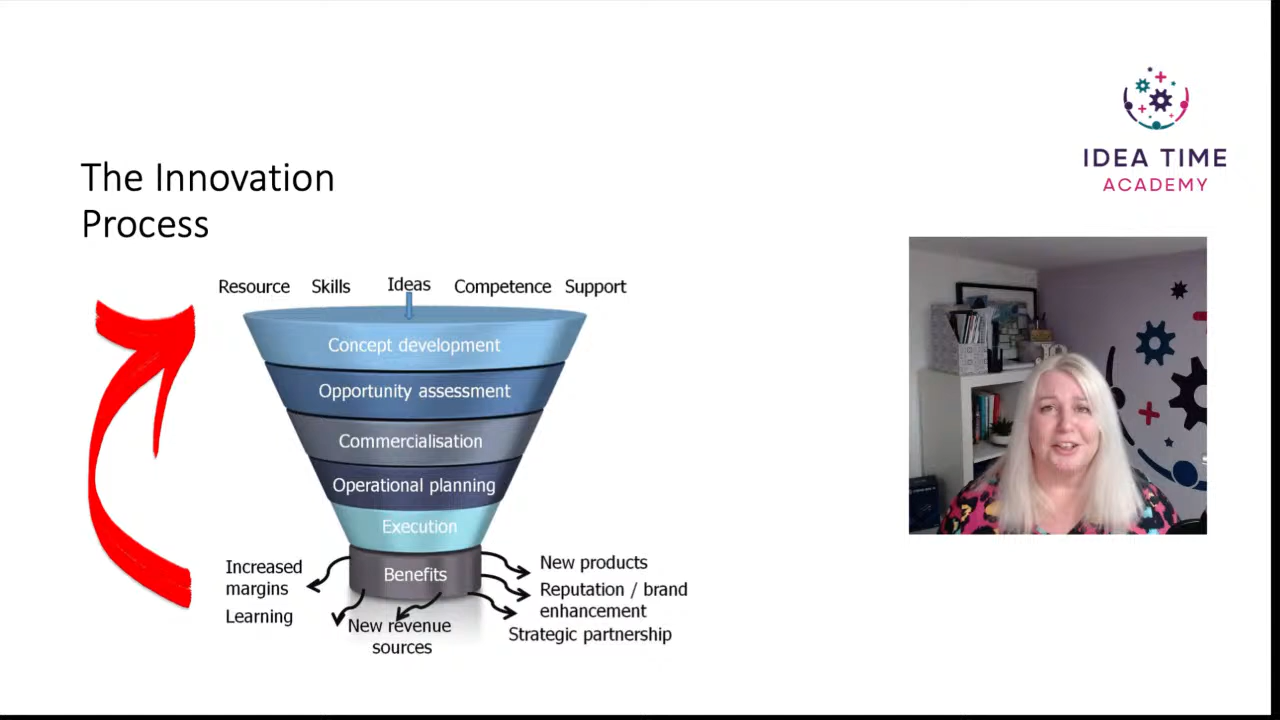 IDEA TIME
ACADEMY
The Innovation
Process
Resource Skills Ideas Competence Support
Concept development
Opportunity assessment
Commercialisation
Operational planning
Execution
Benefits
Increased
margins
Learning
New revenue
sources
New products
Reputation / brand
enhancement
Strategic partnership